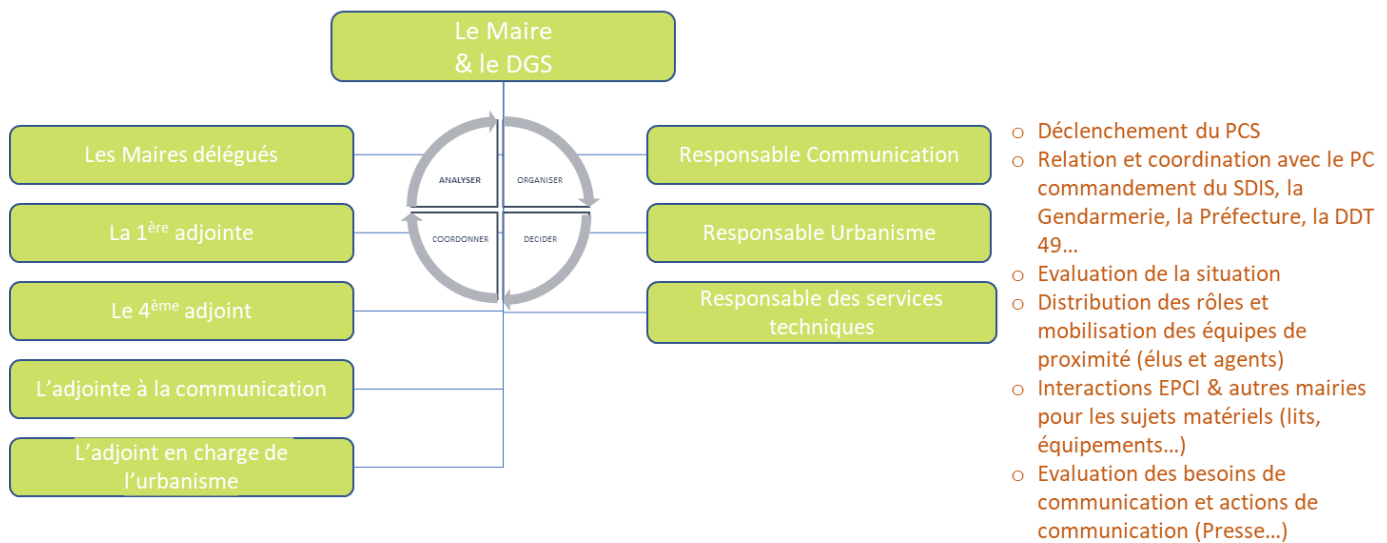 Le Maire
& le DGS
Les Maires délégués
La 1ère adjointe
Le 4ème adjoint
L'adjointe à la communication
L'adjoint en charge de
l'urbanisme
ANALYSER
ORGANISER
COORDONNER
DECIDER
Responsable Communication
Responsable Urbanisme
Responsable des services
techniques
o Déclenchement du PCS
o Relation et coordination avec le PC
commandement du SDIS, la
Gendarmerie, la Préfecture, la DDT
49...
o Evaluation de la situation
o Distribution des rôles et
mobilisation des équipes de
proximité (élus et agents)
o Interactions EPCI & autres mairies
pour les sujets matériels (lits,
équipements...)
o Evaluation des besoins de
communication et actions de
communication (Presse...)